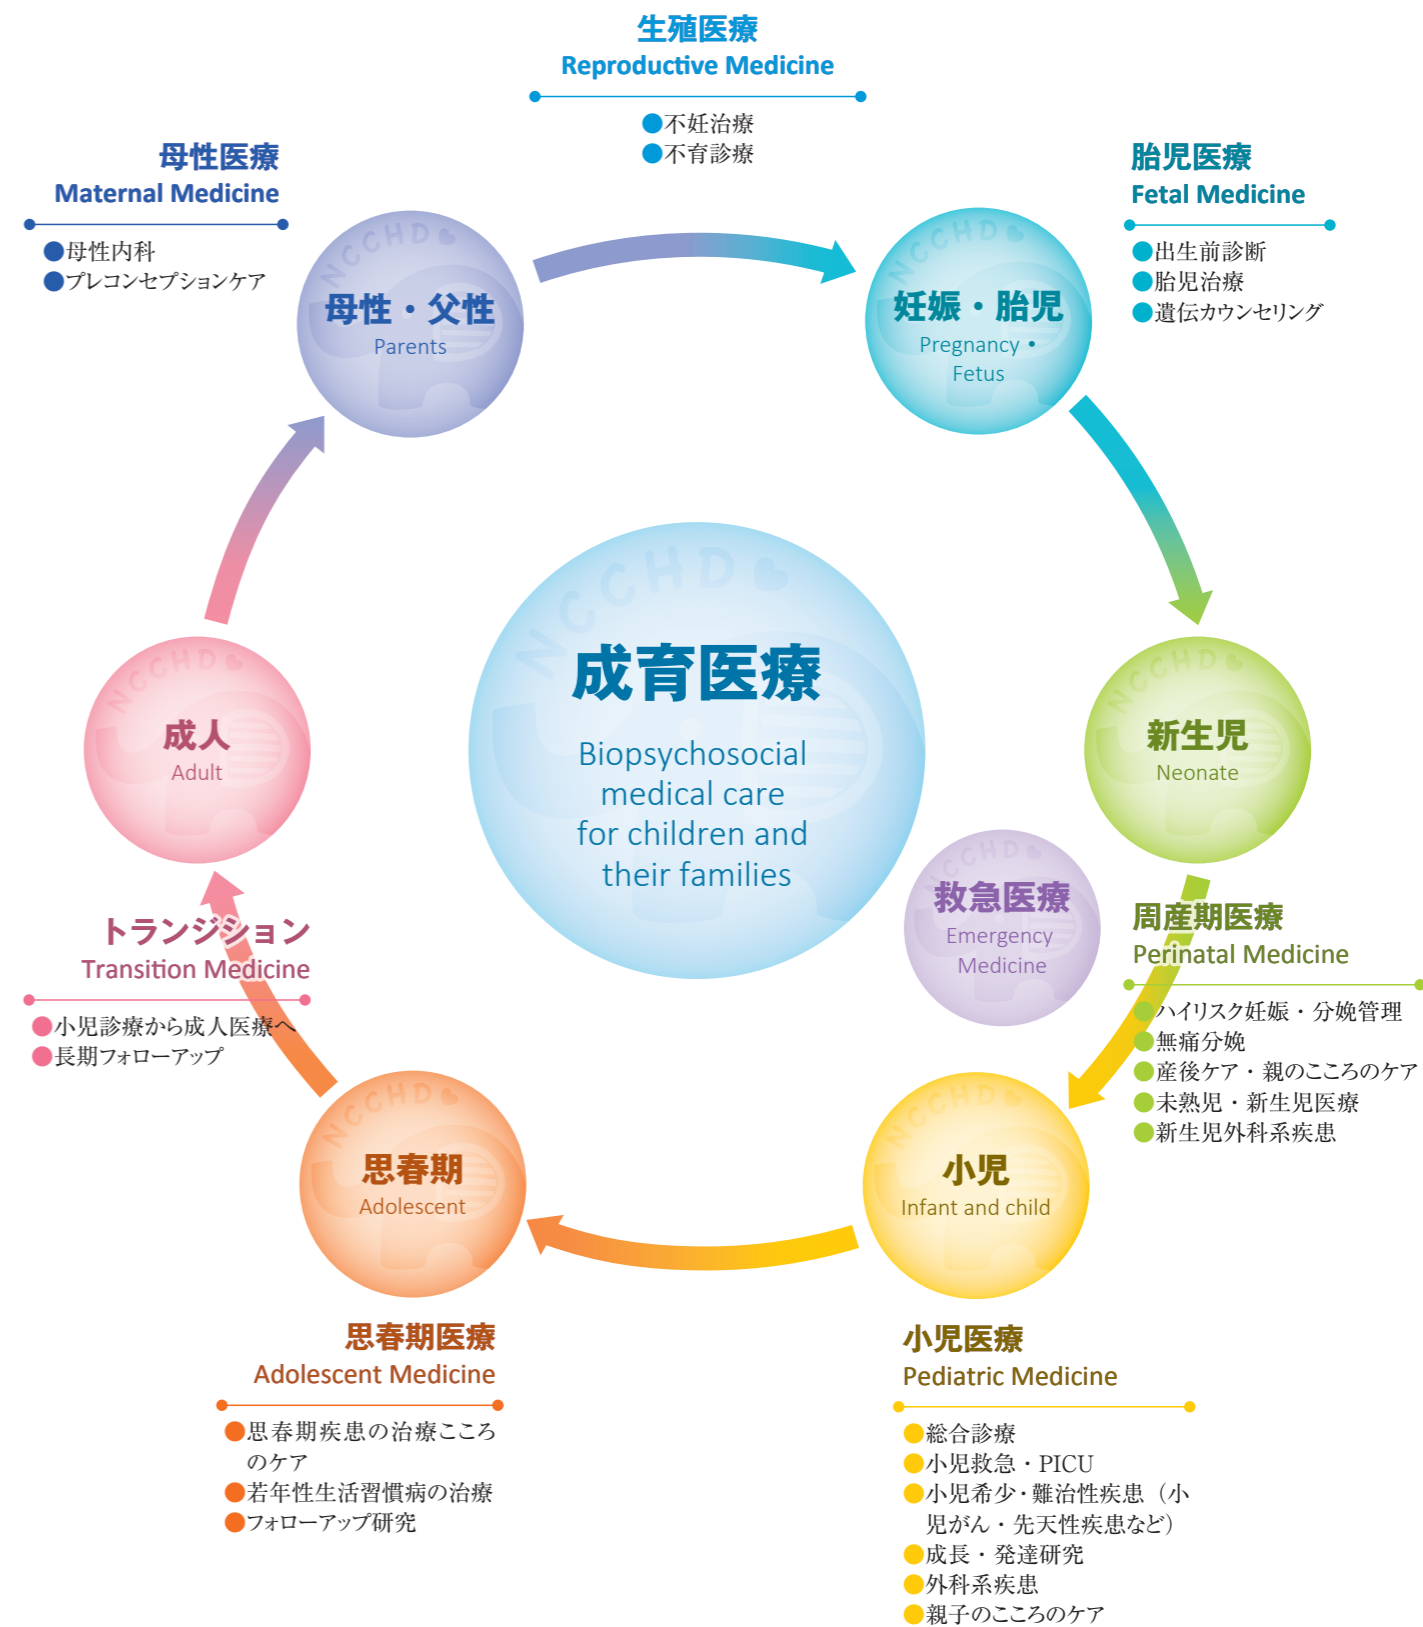 生殖医療
Reproductive Medicine
●不妊治療
●不育診療
母性医療
Maternal Medicine
●母性内科
●プレコンセプションケア
胎児医療
Fetal Medicine
●出生前診断
●胎児治療
●遺伝カウンセリング
NCCHD
母性・父性
Parents
NCCHD
妊娠・胎児
Pregnancy・
Fetus
NCCHD
成育医療
Biopsychosocial
medical care
for children and
their families
NCCHD
成人
Adult
NCCHD
新生児
Neonate
NCCHD
救急医療
Emergency
Medicine
周産期医療
Perinatal Medicine
●ハイリスク妊娠・分娩管理
●無痛分娩
●産後ケア・親のこころのケア
●未熟児・新生児医療
●新生児外科系疾患
トランジション
Transition Medicine
●小児診療から成人医療へ
●長期フォローアップ
NCCHD
思春期
Adolescent
NCCHD
小児
Infant and child
思春期医療
Adolescent Medicine
●思春期疾患の治療こころ
のケア
●若年性生活習慣病の治療
●フォローアップ研究
小児医療
Pediatric Medicine
●総合診療
●小児救急・PICU
●小児希少・難治性疾患（小
児がん・先天性疾患など）
●成長・発達研究
●外科系疾患
●親子のこころのケア